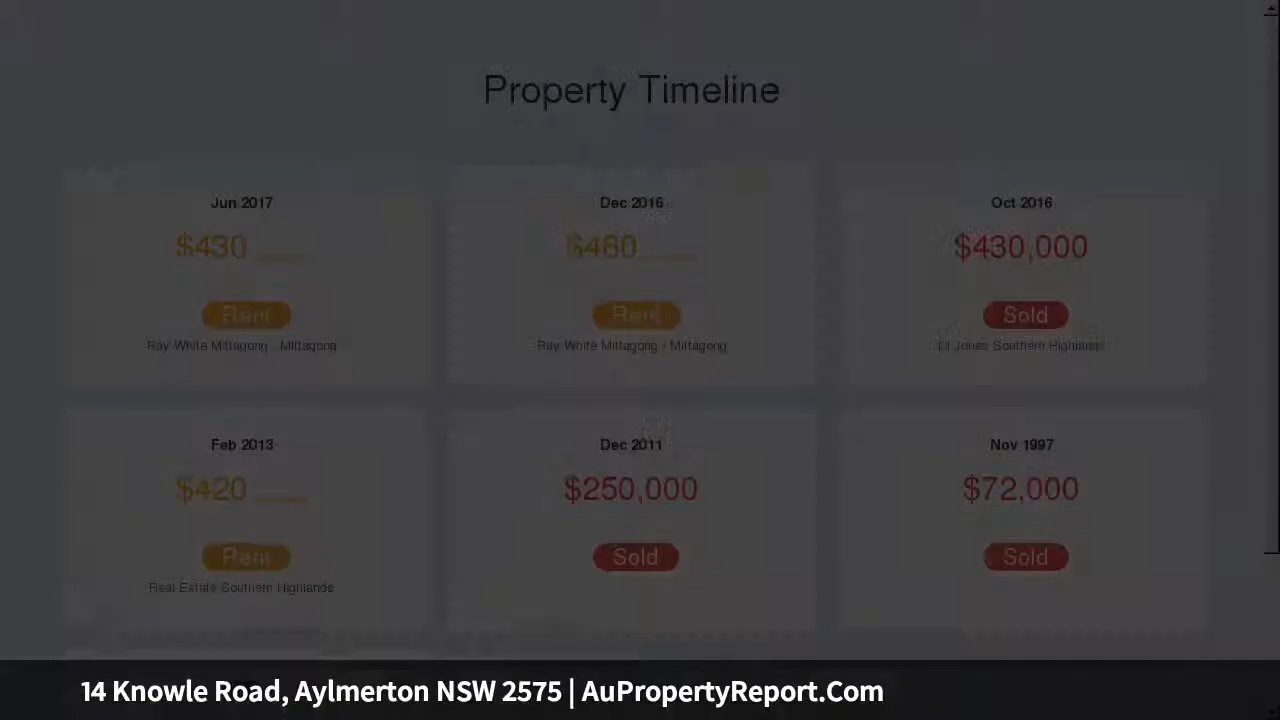 Property Timeline
Jun 2017
$430
Rent
Ray White Mittagong - Mittagong
Dec 2016
$460
Rent
Ray White Mittagong - Mittagong
Oct 2016
$430,000
Sold
Jones Southern Highlands
Feb 2013
$420
Rent
Real Estate Southern Highlands
Dec 2011
$250,000
Sold
Nov 1997
$72,000
Sold
14 Knowle Road, Aylmerton NSW 2575 | AuPropertyReport.Com